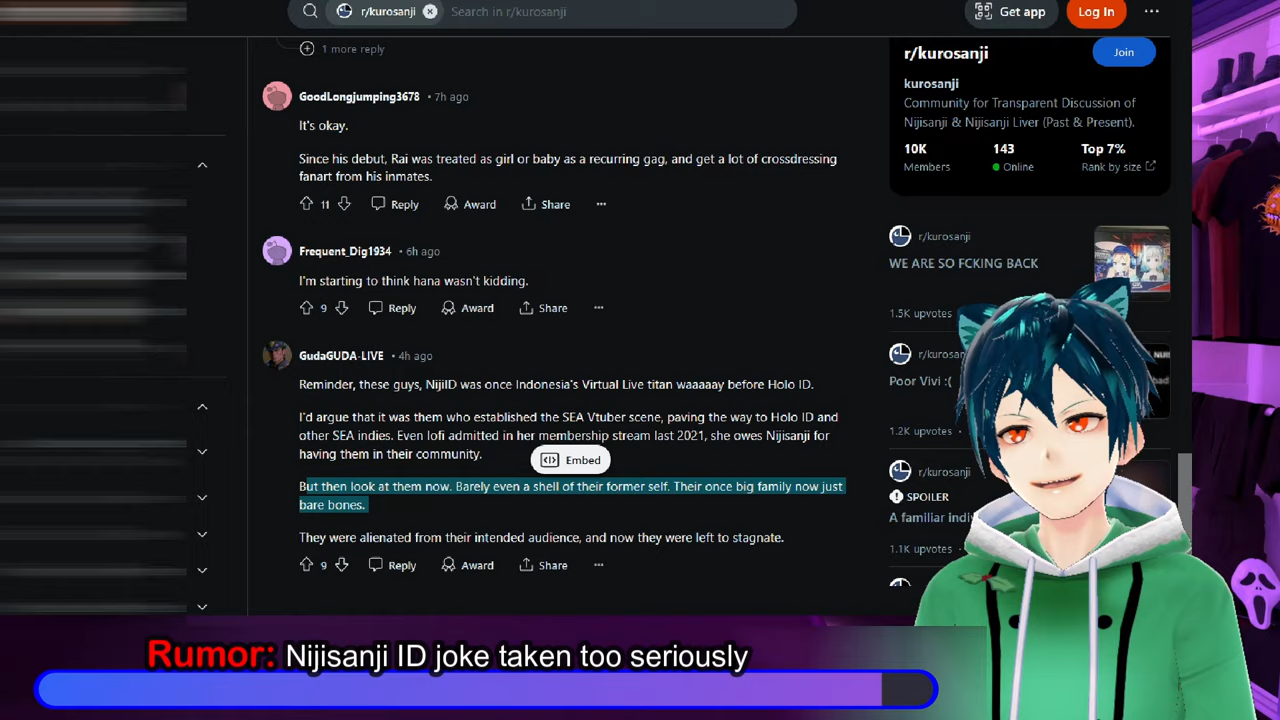 r/kurosanji
Search in r/kurosanji
Get app
Log In
1 more reply
GoodLongjumping3678 • 7h ago
It's okay.
Since his debut, Rai was treated as girl or baby as a recurring gag, and get a lot of crossdressing
fanart from his inmates.
11 Reply Award Share
Frequent_Dig1934 • 6h ago
I'm starting to think hana wasn't kidding.
9 Reply Award Share
GudaGUDA-LIVE • 4h ago
Reminder, these guys, NijiID was once Indonesia's Virtual Live titan waaaaay before Holo ID.
I'd argue that it was them who established the SEA Vtuber scene, paving the way to Holo ID and
other SEA indies. Even Iofi admitted in her membership stream last 2021, she owes Nijisanji for
having them in their community.
Embed
But then look at them now. Barely even a shell of their former self. Their once big family now just
bare bones.
They were alienated from their intended audience, and now they were left to stagnate.
9 Reply Award Share
r/kurosanji
Join
kurosanji
Community for Transparent Discussion of
Nijisanji & Nijisanji Liver (Past & Present).
10K 143 Top 7%
Members Online Rank by size
r/kurosanji
WE ARE SO FCKING BACK
1.5K upvotes
Poor Vivi :(
1.2K upvotes
r/kurosanji
SPOILER
A familiar
1.1K upvotes
Rumor: Nijisanji ID joke taken too seriously